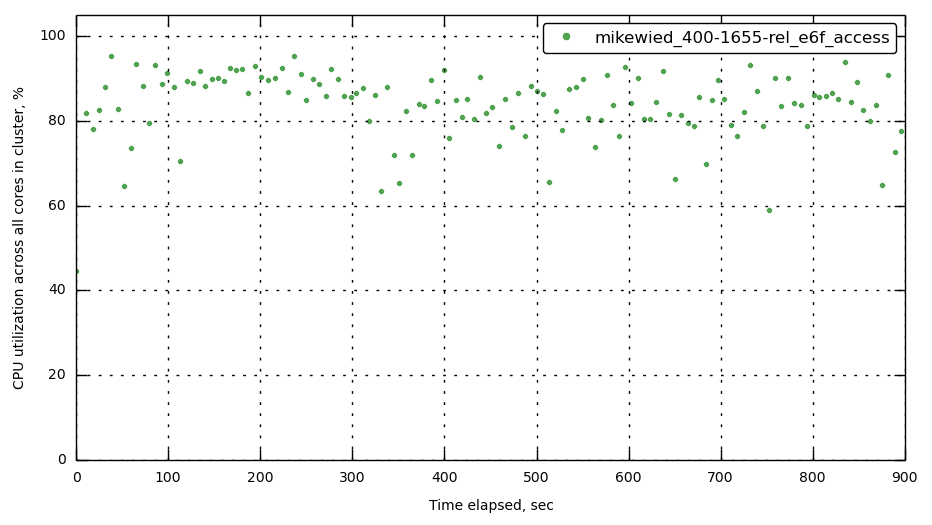 mikewied_400-1655-rel_e6f_access
CPU utilization across all cores in cluster, %
100
80
60
40
20
0
0 100 200 300 400 500 600 700 800 900
Time elapsed, sec